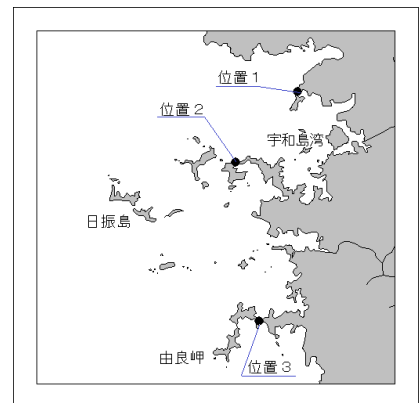 位置１
位置２
宇和島湾
日振島
由良岬
位置３